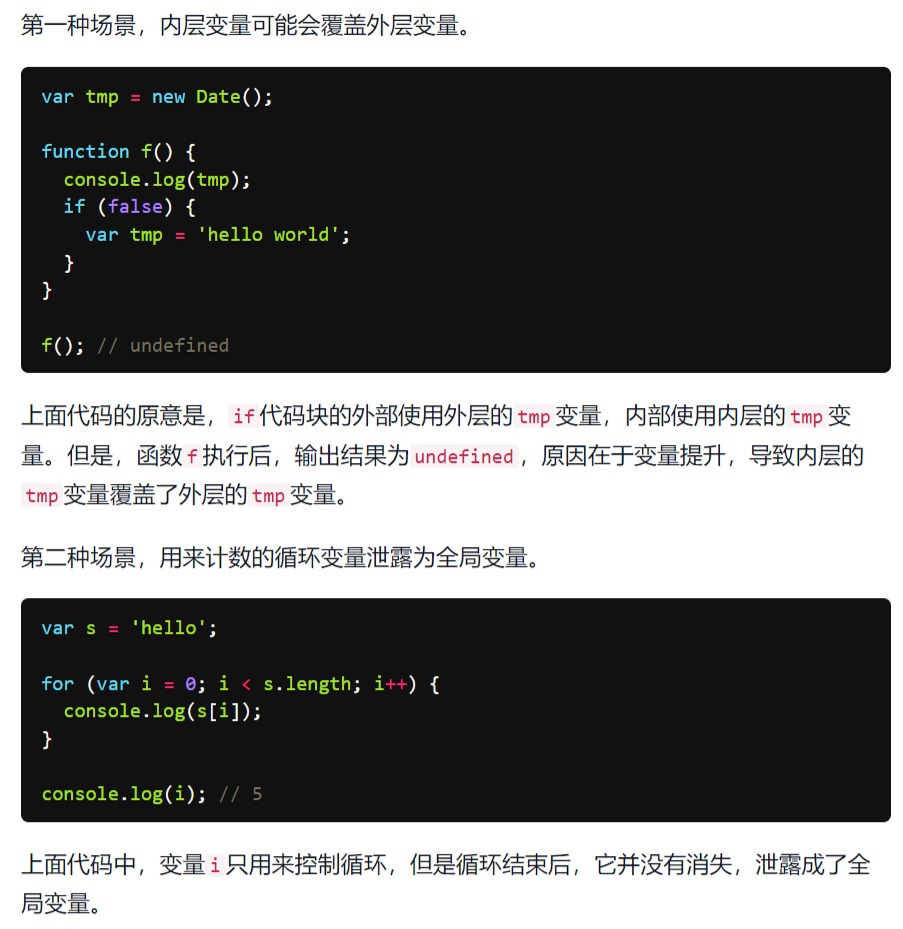 第一种场景，内层变量可能会覆盖外层变量。
var tmp = new Date();
function f() {
  console.log(tmp);
  if (false) {
    var tmp = 'hello world';
  }
}
f(); // undefined
上面代码的原意是，if代码块的外部使用外层的tmp变量，内部使用内层的tmp变
量。但是，函数f执行后，输出结果为undefined，原因在于变量提升，导致内层的
tmp变量覆盖了外层的tmp变量。
第二种场景，用来计数的循环变量泄露为全局变量。
var s = 'hello';
for (var i = 0; i < s.length; i++) {
  console.log(s[i]);
}
console.log(i); // 5
上面代码中，变量i只用来控制循环，但是循环结束后，它并没有消失，泄露成了全
局变量。